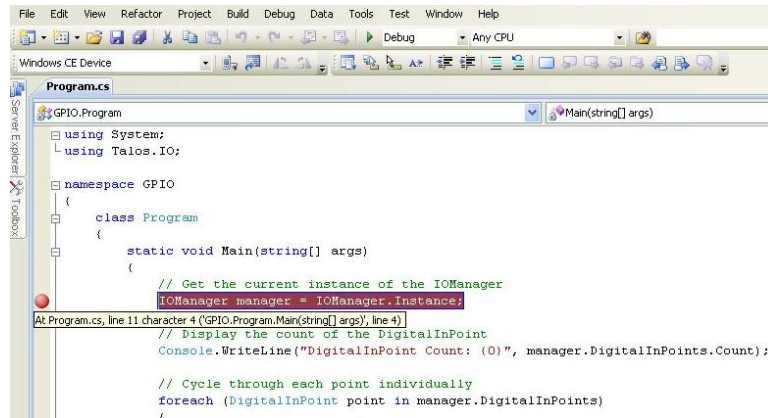 File Edit View Refactor Project Build Debug Data Tools Test Window Help
Debug Any CPU
Windows CE Device
Program.cs
GPIO.Program Main(string[] args)
Server Explorer
Toolbox
using System;
using Talos.IO;
namespace GPIO
{
class Program
{
static void Main(string[] args)
{
// Get the current instance of the IOManager
IOManager manager = IOManager.Instance;
At Program.cs, line 11 character 4 ('GPIO.Program.Main(string[] args)', line 4)
// Display the count of the DigitalInPoint
Console.WriteLine("DigitalInPoint Count: {0}", manager.DigitalInPoints.Count);
// Cycle through each point individually
foreach (DigitalInPoint point in manager.DigitalInPoints)
{